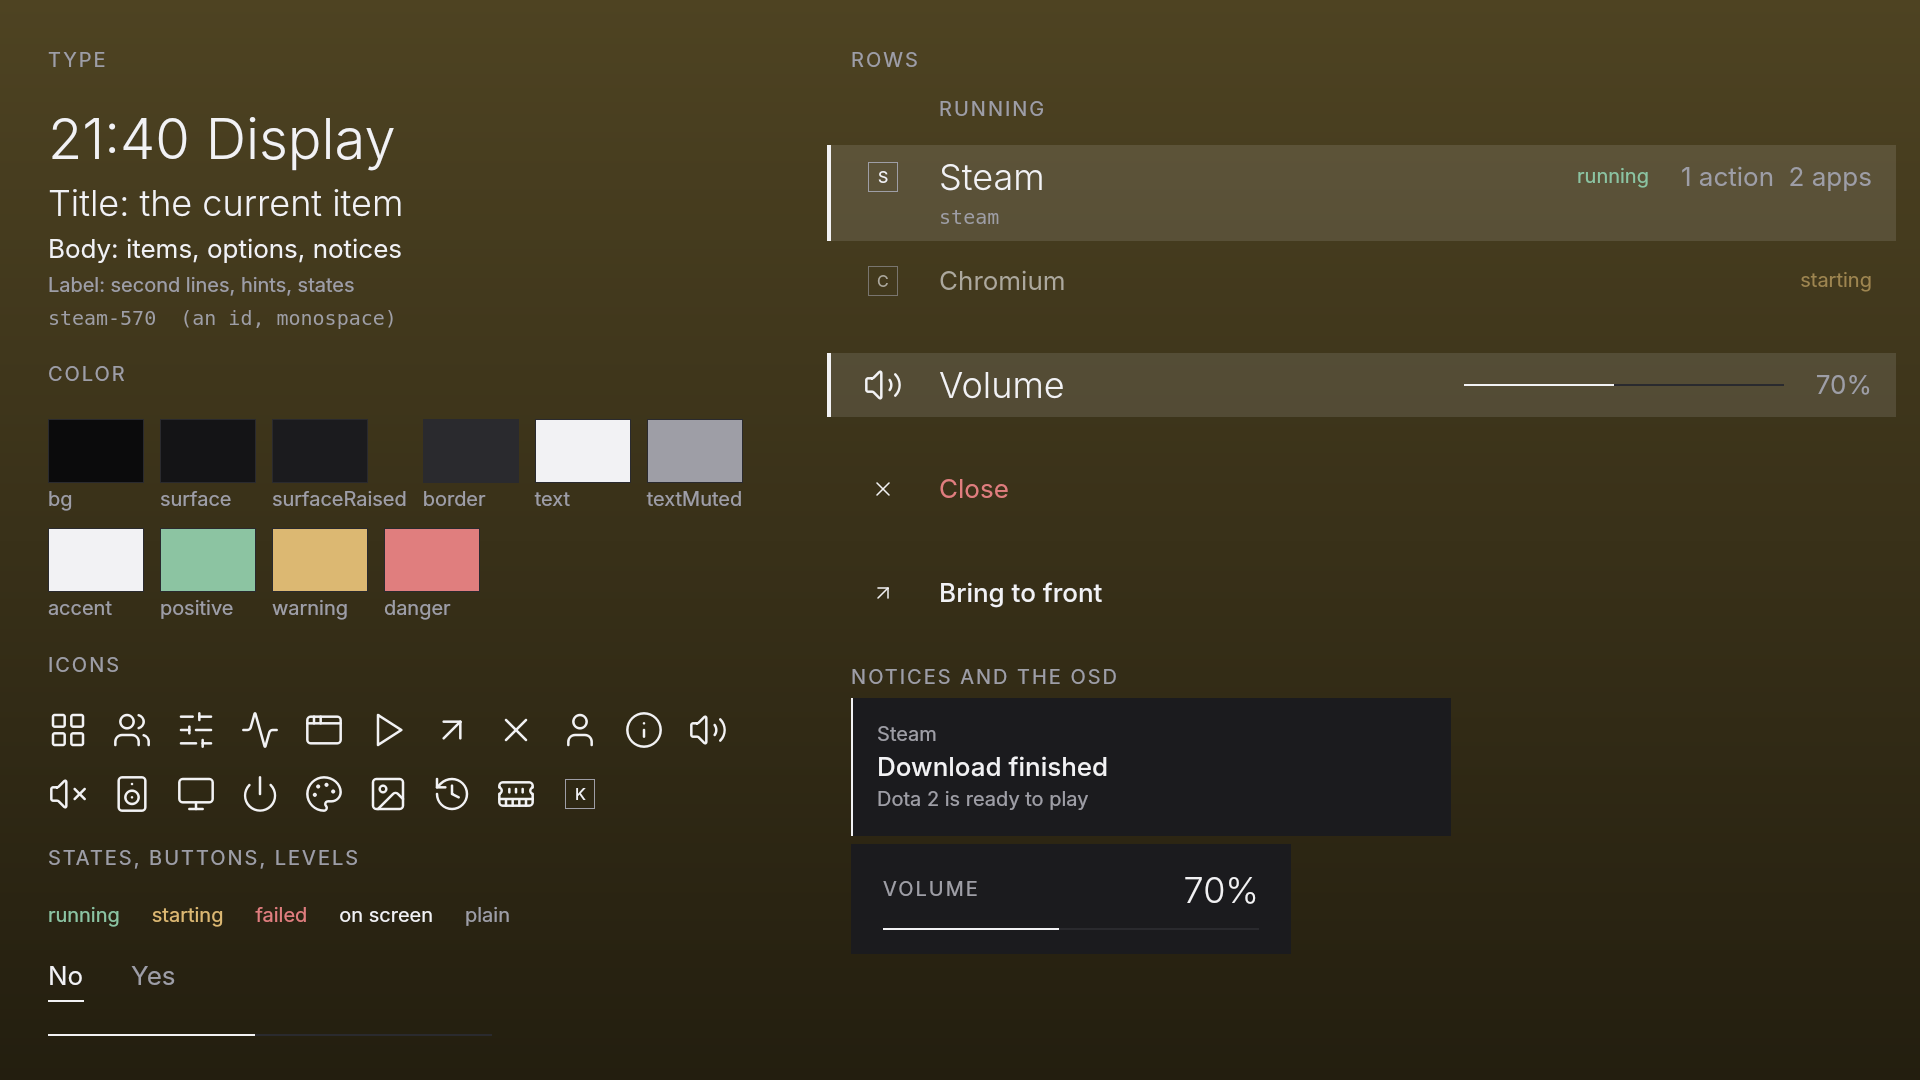 TYPE
21:40 Display
Title: the current item
Body: items, options, notices
Label: second lines, hints, states
steam-570  (an id, monospace)
COLOR
bg surface surfaceRaised border text textMuted
accent positive warning danger
ICONS
K
STATES, BUTTONS, LEVELS
running starting failed on screen plain
No Yes
ROWS
RUNNING
S Steam running 1 action 2 apps
steam
C Chromium starting
Volume 70%
Close
Bring to front
NOTICES AND THE OSD
Steam
Download finished
Dota 2 is ready to play
VOLUME 70%